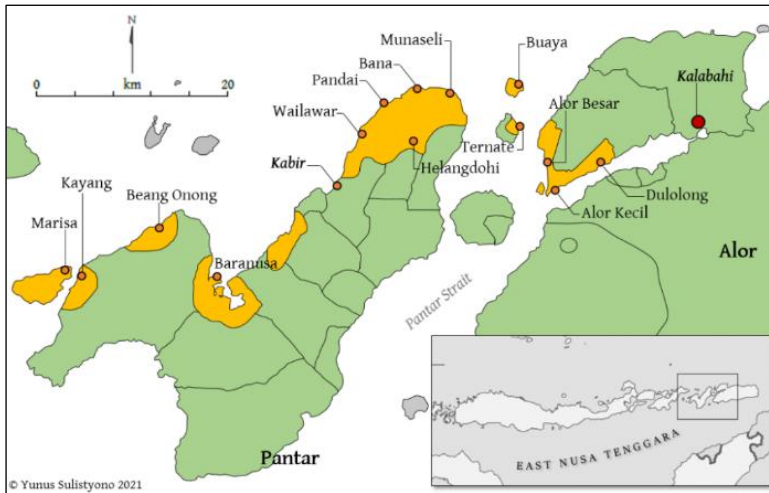 N
0
20
km
Munaseli
Bana
Buaya
Pandai
Kalabahi
Alor Besar
Wailawar
Ternate
Kabir
Helangdohi
Kayang
Dulolong
Beang Onong
Alor Kecil
Marisa
Baranusa
Alor
Pantar Strait
EAST NUSA TENGGARA
Pantar
© Yunus Sulistyono 2021